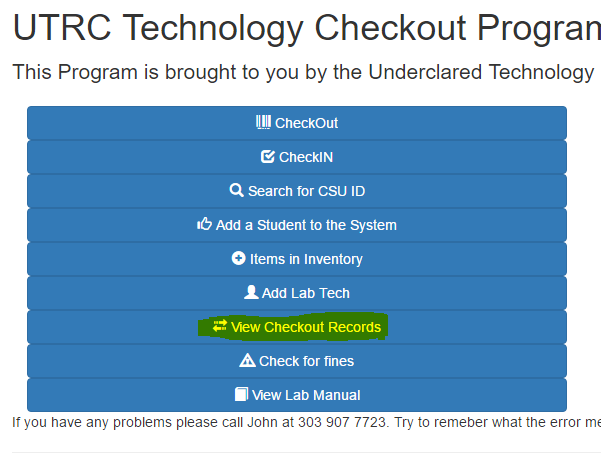 UTRC Technology Checkout Program
This Program is brought to you by the Underclared Technology
CheckOut
CheckIN
Search for CSU ID
Add a Student to the System
Items in Inventory
Add Lab Tech
View Checkout Records
Check for fines
View Lab Manual
If you have any problems please call John at 303 907 7723. Try to remeber what the error